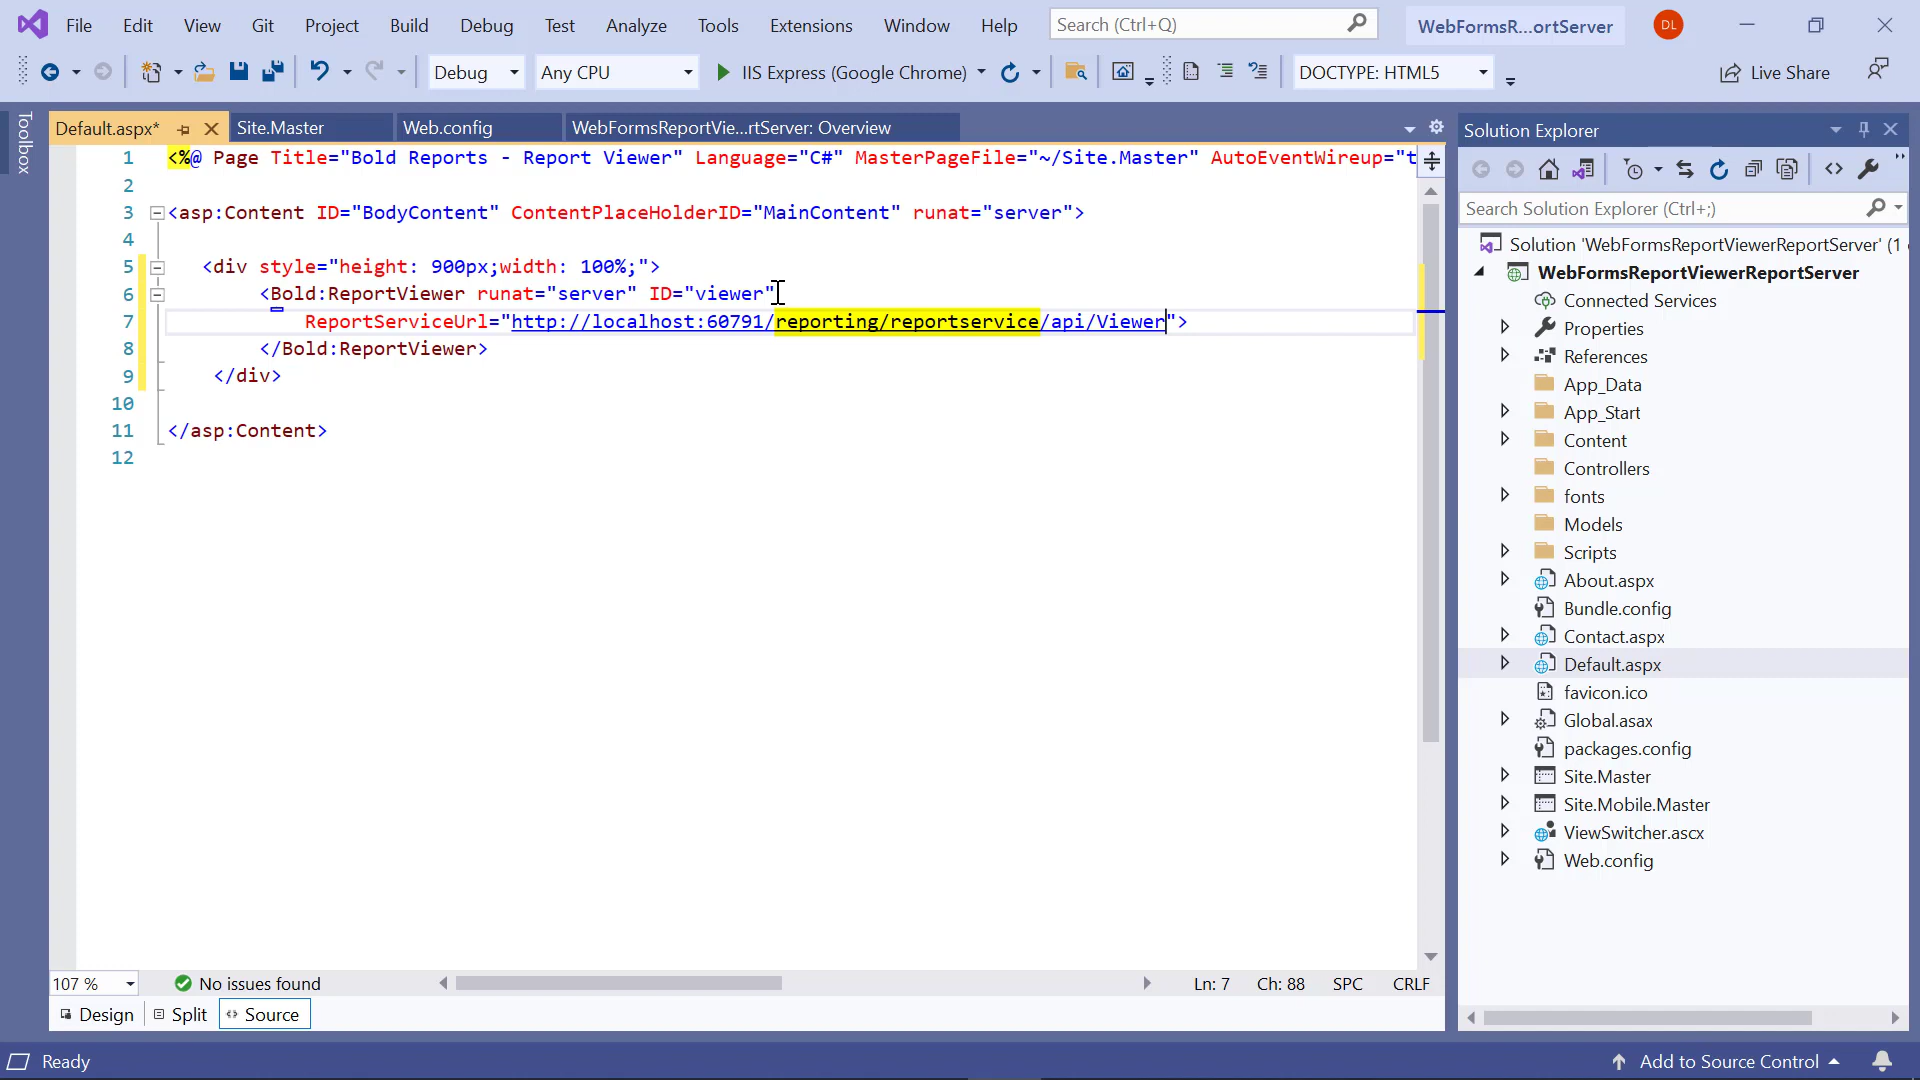 File Edit View Git Project Build Debug Test Analyze Tools Extensions Window Help Search (Ctrl+Q) WebFormsR...ortServer DL
Debug Any CPU IIS Express (Google Chrome) DOCTYPE: HTML5 Live Share
Toolbox
Default.aspx* Site.Master Web.config WebFormsReportVie...rtServer: Overview
1 <%@ Page Title="Bold Reports - Report Viewer" Language="C#" MasterPageFile="~/Site.Master" AutoEventWireup="t
2
3 <asp:Content ID="BodyContent" ContentPlaceHolderID="MainContent" runat="server">
4
5 <div style="height: 900px;width: 100%;">
6 <Bold:ReportViewer runat="server" ID="viewer"
7 ReportServiceUrl="http://localhost:60791/reporting/reportservice/api/Viewer">
8 </Bold:ReportViewer>
9 </div>
10
11 </asp:Content>
12
107 % No issues found Ln: 7 Ch: 88 SPC CRLF
Design Split Source
Solution Explorer
Search Solution Explorer (Ctrl+;)
Solution 'WebFormsReportViewerReportServer' (1
WebFormsReportViewerReportServer
Connected Services
Properties
References
App_Data
App_Start
Content
Controllers
fonts
Models
Scripts
About.aspx
Bundle.config
Contact.aspx
Default.aspx
favicon.ico
Global.asax
packages.config
Site.Master
Site.Mobile.Master
ViewSwitcher.ascx
Web.config
Ready Add to Source Control